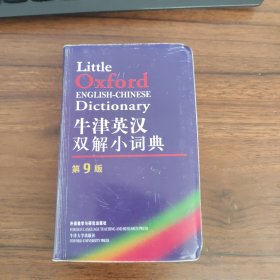 Little
Oxford
ENGLISH-CHINESE
Dictionary
牛津英汉
双解小词典
第9版
外语教学与研究出版社
FOREIGN LANGUAGE TEACHING AND RESEARCH PRESS
牛津大学出版社
OXFORD UNIVERSITY PRESS